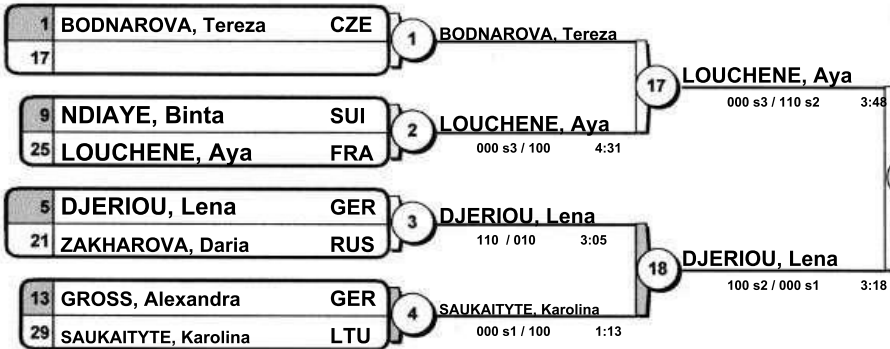 1 BODNAROVA, Tereza CZE
17
1
BODNAROVA, Tereza
9 NDIAYE, Binta SUI
25 LOUCHENE, Aya FRA
2
LOUCHENE, Aya
000 s3 / 100 4:31
17
LOUCHENE, Aya
000 s3 / 110 s2 3:48
5 DJERIOU, Lena GER
21 ZAKHAROVA, Daria RUS
3
DJERIOU, Lena
110 / 010 3:05
13 GROSS, Alexandra GER
29 SAUKAITYTE, Karolina LTU
4
SAUKAITYTE, Karolina
000 s1 / 100 1:13
18
DJERIOU, Lena
100 s2 / 000 s1 3:18